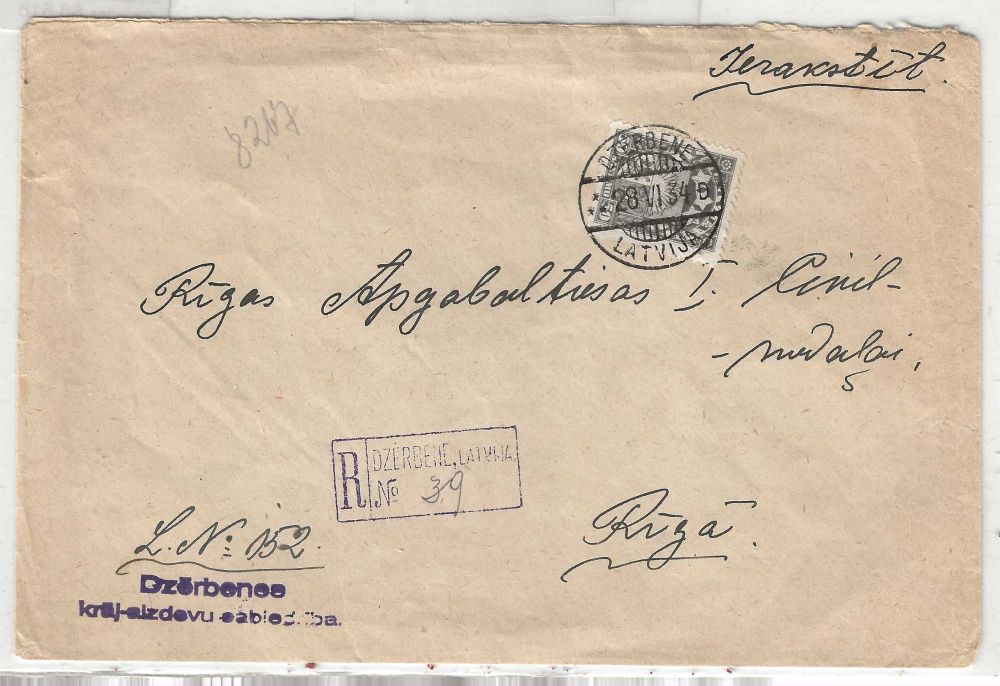 Ierakstīt.
8217
DZĒRBENE
28 VI 34 D
LATVIJA
Rīgas Apgabaltiesas I. Civil-
-nodaļai,
R DZĒRBENE, LATVIJA.
№ 39
Rīgā.
L. №: 152.
Dzērbenes
krāj-aizdevu sabiedrība.